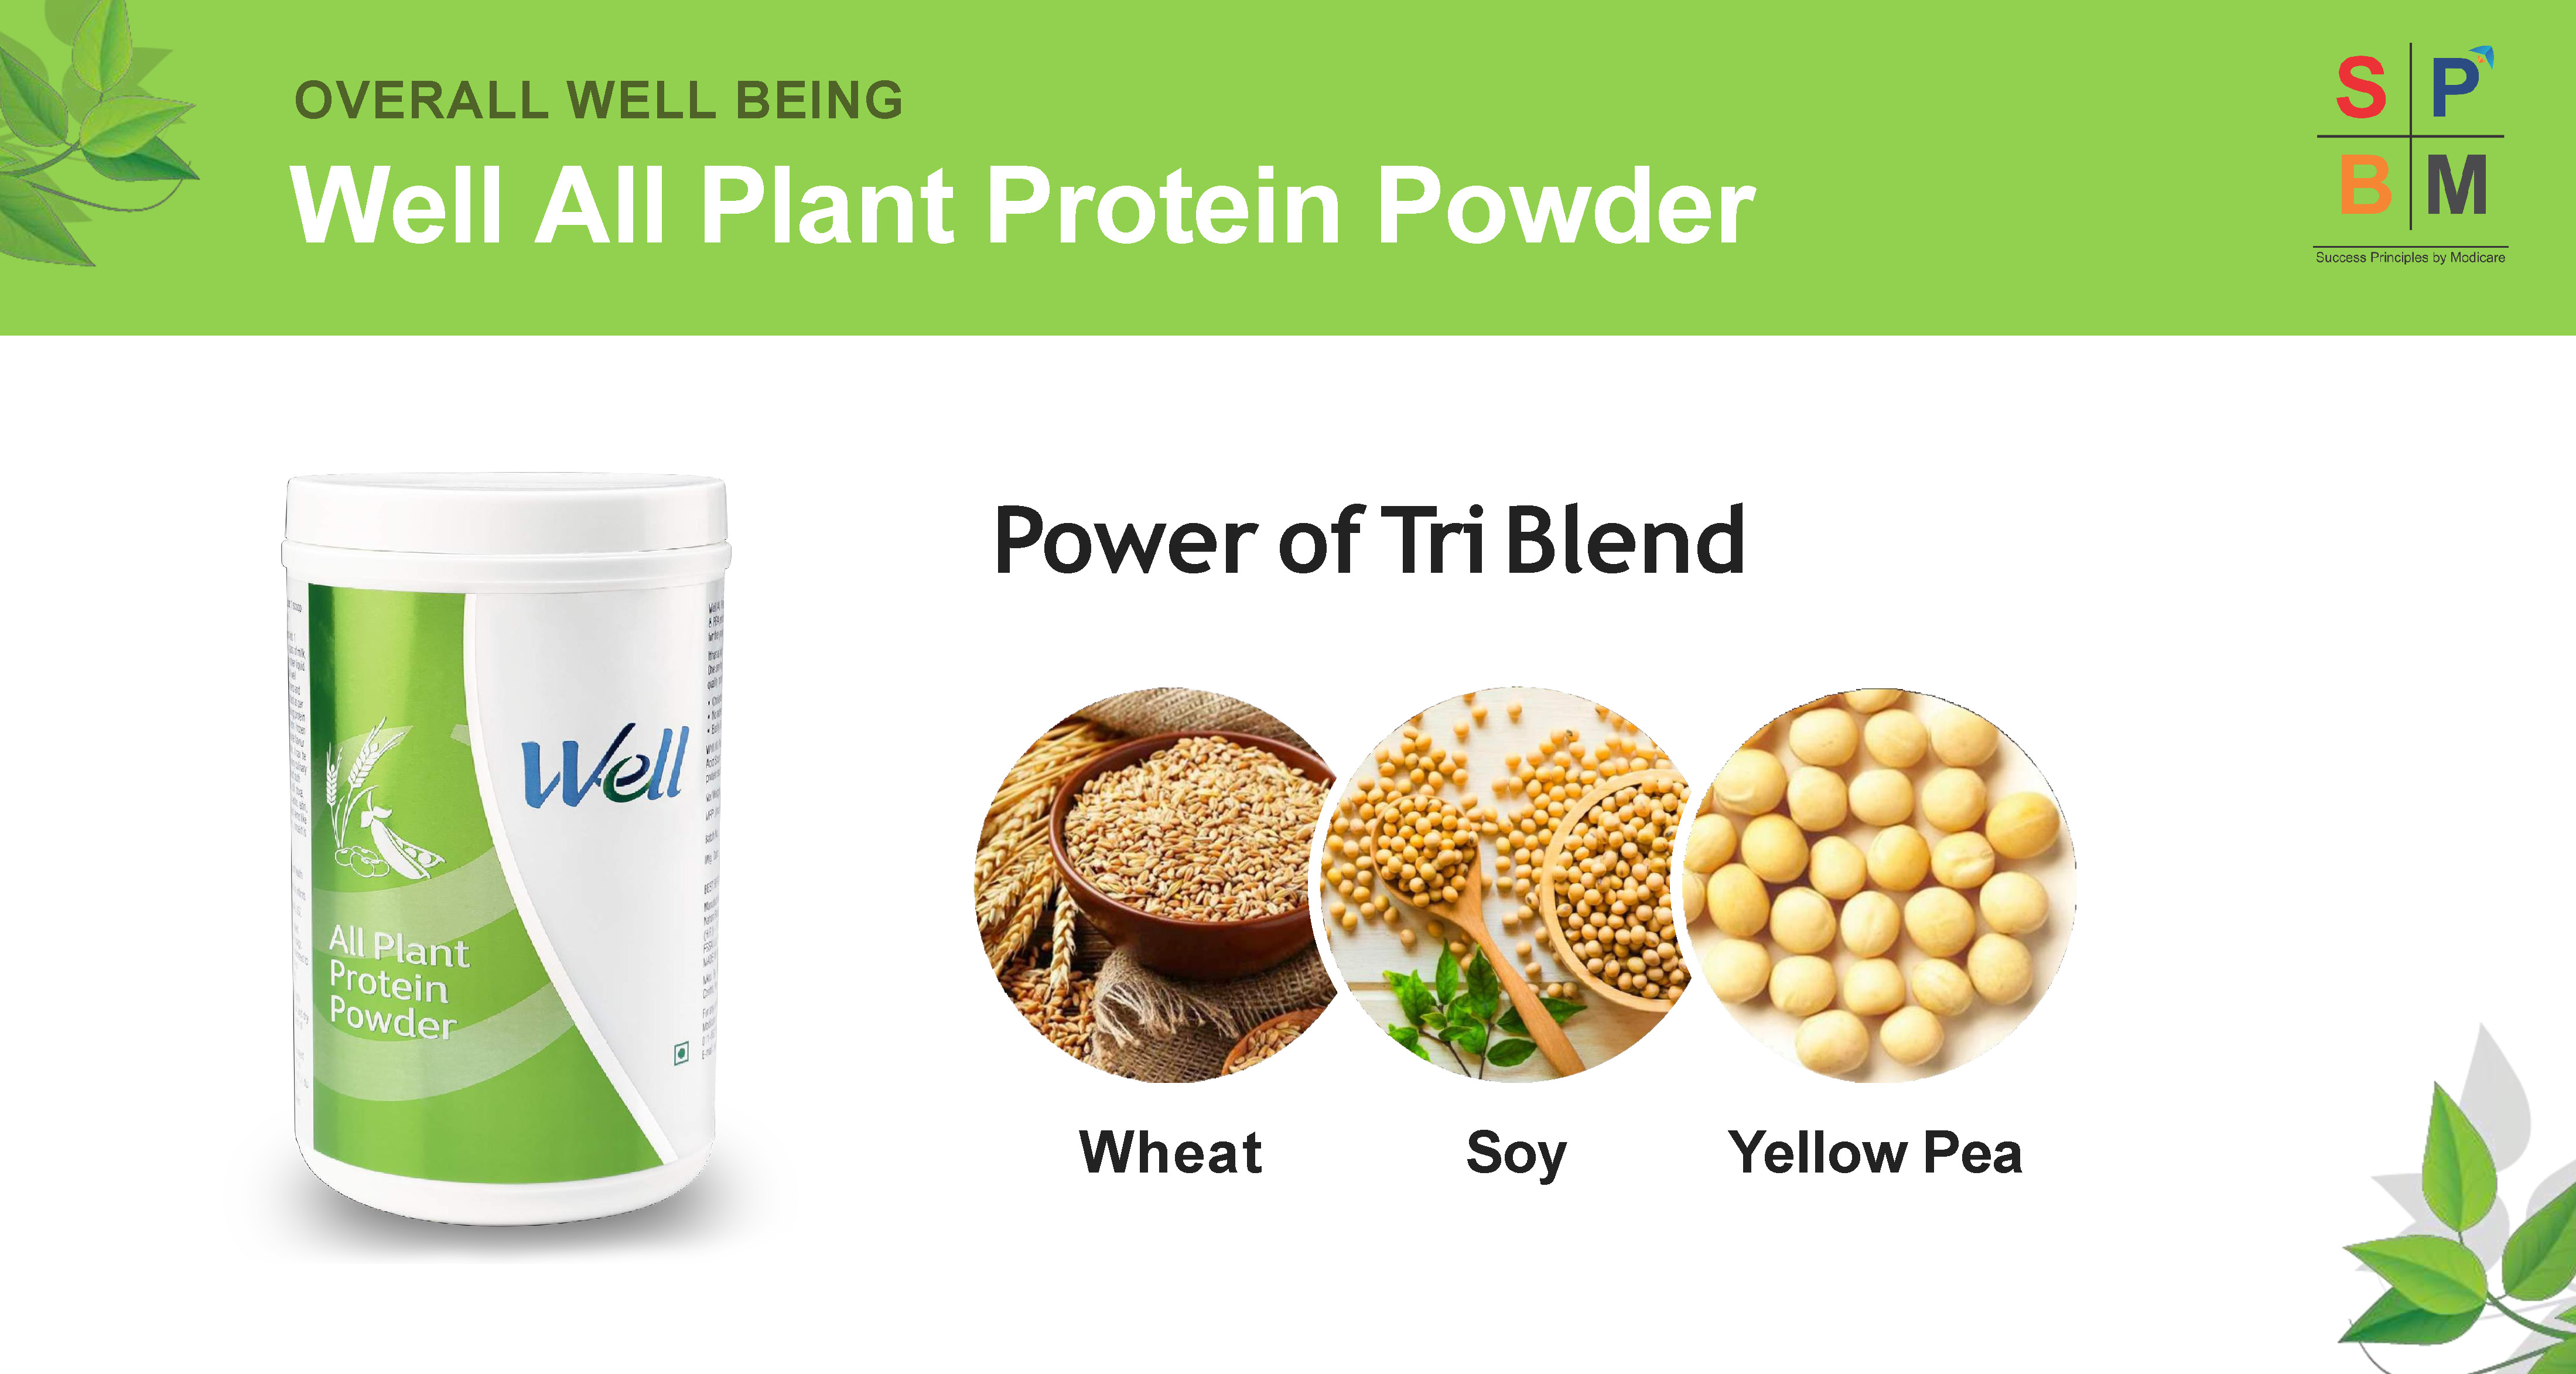 OVERALL WELL BEING
Well All Plant Protein Powder
S P
B M
Success Principles by Modicare
Power of Tri Blend
Well
All Plant
Protein
Powder
Wheat
Soy
Yellow Pea